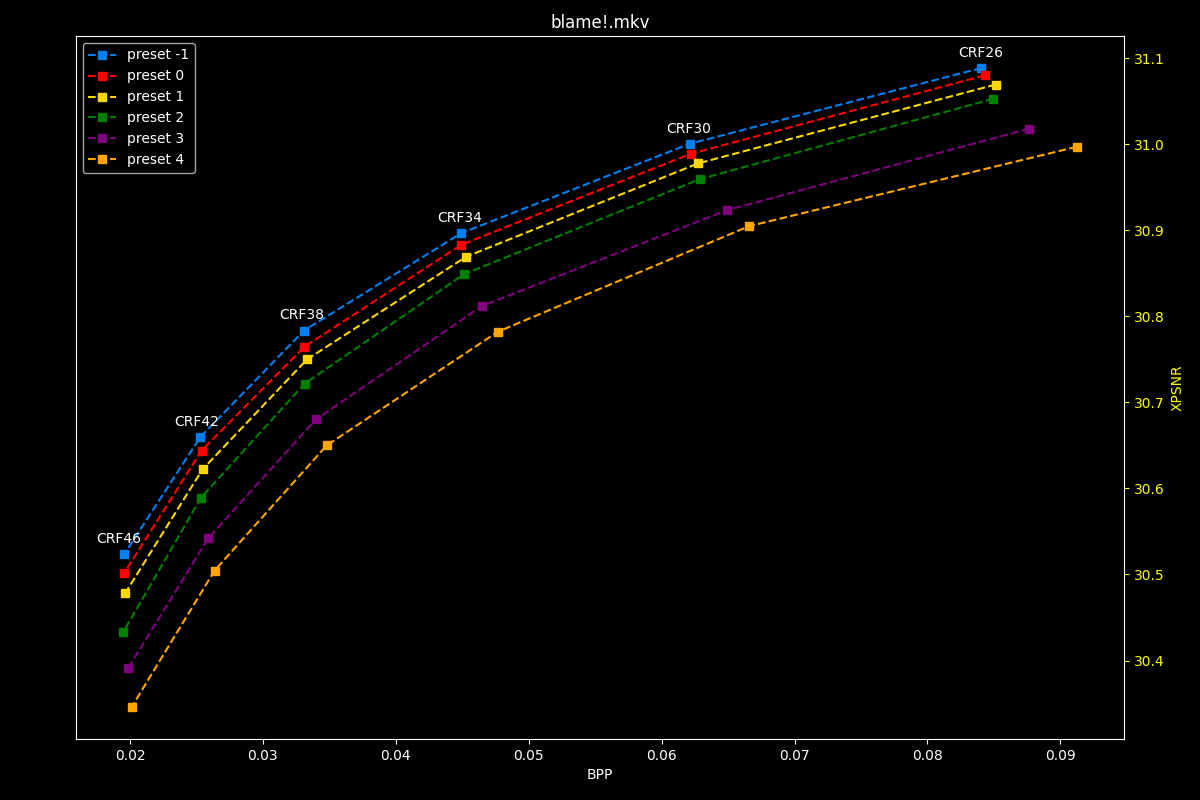 blame!.mkv
preset -1
preset 0
preset 1
preset 2
preset 3
preset 4
CRF26
CRF30
CRF34
CRF38
CRF42
CRF46
31.1
31.0
30.9
30.8
30.7
30.6
30.5
30.4
XPSNR
0.02 0.03 0.04 0.05 0.06 0.07 0.08 0.09
BPP